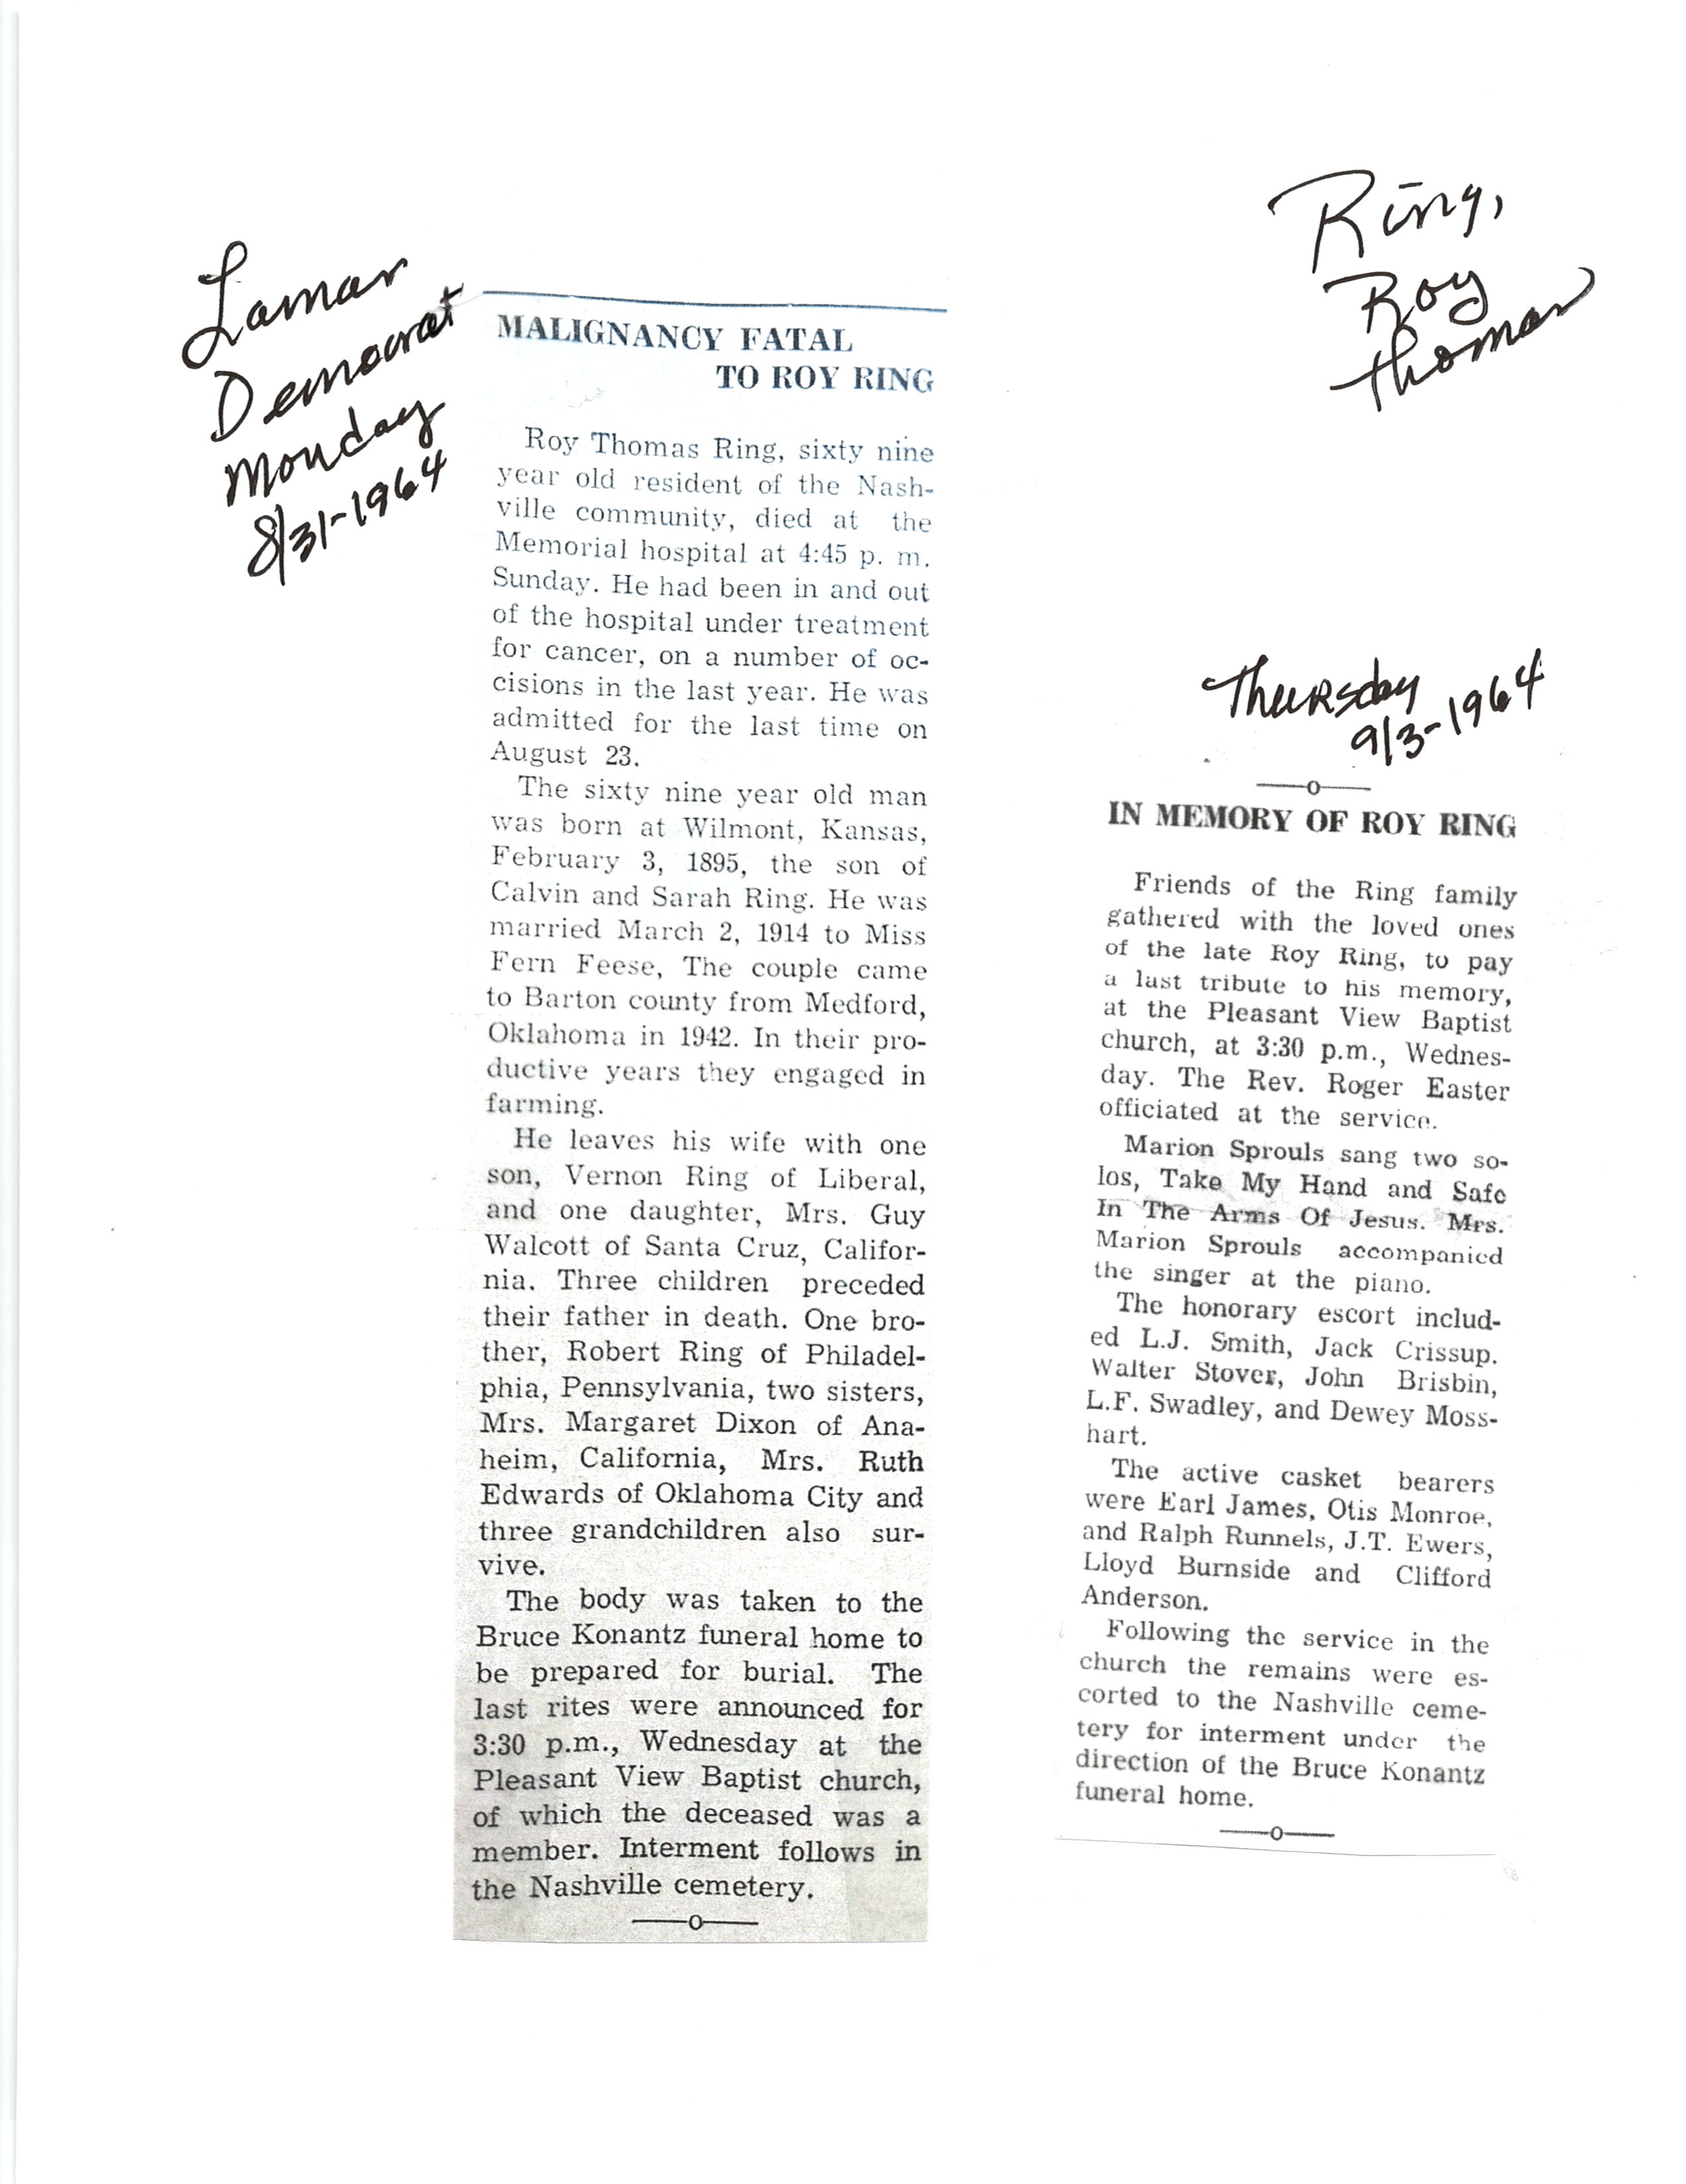 Lamar
Democrat
Monday
8/31-1964
MALIGNANCY FATAL
TO ROY RING
Roy Thomas Ring, sixty nine
year old resident of the Nash-
ville community, died at the
Memorial hospital at 4:45 p. m.
Sunday. He had been in and out
of the hospital under treatment
for cancer, on a number of oc-
cisions in the last year. He was
admitted for the last time on
August 23.
The sixty nine year old man
was born at Wilmont, Kansas,
February 3, 1895, the son of
Calvin and Sarah Ring. He was
married March 2, 1914 to Miss
Fern Feese, The couple came
to Barton county from Medford,
Oklahoma in 1942. In their pro-
ductive years they engaged in
farming.
He leaves his wife with one
son, Vernon Ring of Liberal,
and one daughter, Mrs. Guy
Walcott of Santa Cruz, Califor-
nia. Three children preceded
their father in death. One bro-
ther, Robert Ring of Philadel-
phia, Pennsylvania, two sisters,
Mrs. Margaret Dixon of Ana-
heim, California, Mrs. Ruth
Edwards of Oklahoma City and
three grandchildren also sur-
vive.
The body was taken to the
Bruce Konantz funeral home to
be prepared for burial. The
last rites were announced for
3:30 p.m., Wednesday at the
Pleasant View Baptist church,
of which the deceased was a
member. Interment follows in
the Nashville cemetery.
——o——
Ring,
Roy
Thomas
Thursday
9/3-1964
——o——
IN MEMORY OF ROY RING
Friends of the Ring family
gathered with the loved ones
of the late Roy Ring, to pay
a last tribute to his memory,
at the Pleasant View Baptist
church, at 3:30 p.m., Wednes-
day. The Rev. Roger Easter
officiated at the service.
Marion Sprouls sang two so-
los, Take My Hand and Safe
In The Arms Of Jesus. Mrs.
Marion Sprouls accompanied
the singer at the piano.
The honorary escort includ-
ed L.J. Smith, Jack Crissup.
Walter Stover, John Brisbin,
L.F. Swadley, and Dewey Moss-
hart.
The active casket bearers
were Earl James, Otis Monroe,
and Ralph Runnels, J.T. Ewers,
Lloyd Burnside and Clifford
Anderson.
Following the service in the
church the remains were es-
corted to the Nashville ceme-
tery for interment under the
direction of the Bruce Konantz
funeral home.
——o——